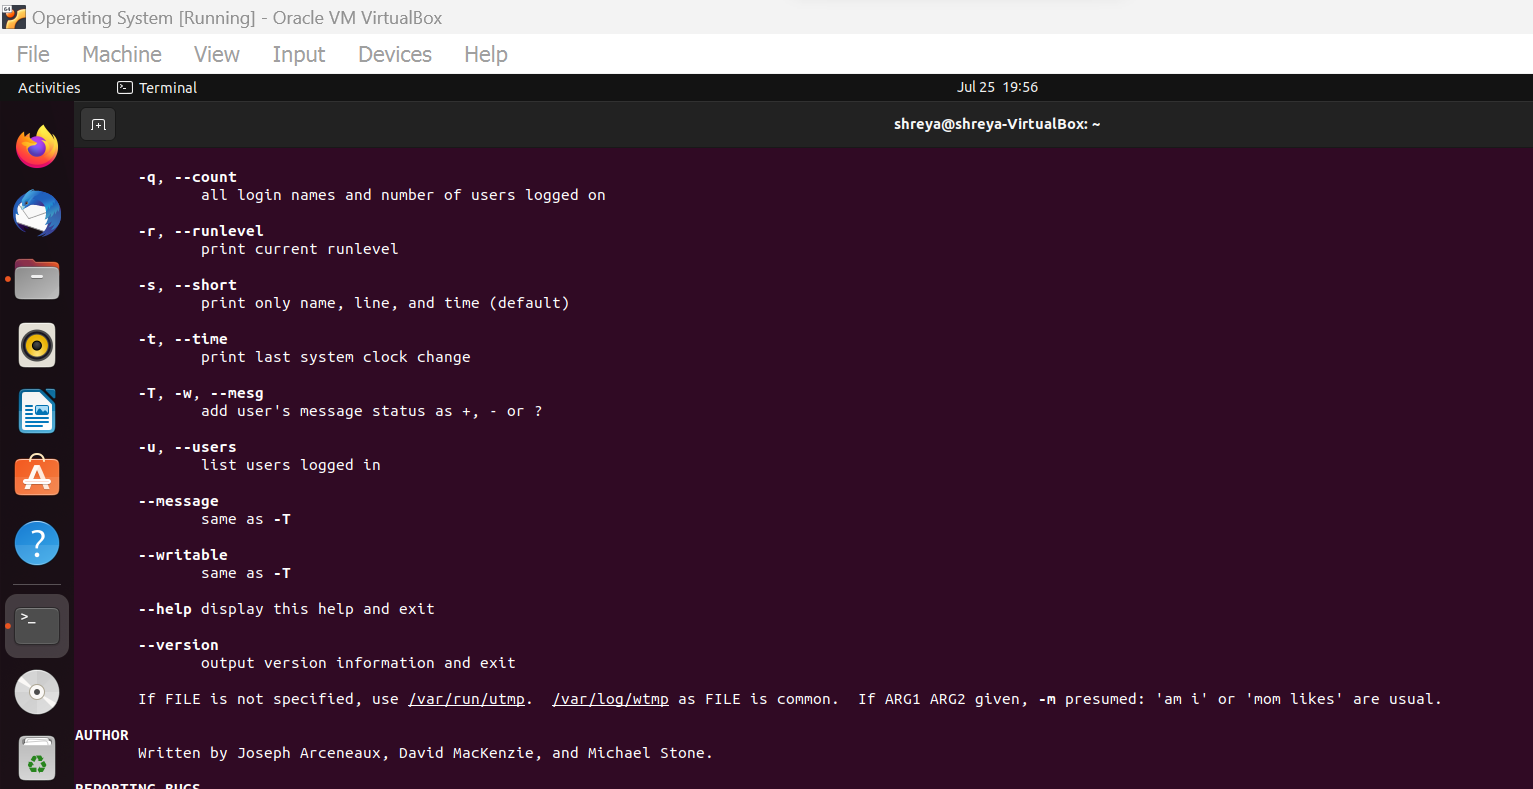 Operating System [Running] - Oracle VM VirtualBox
File Machine View Input Devices Help
Activities Terminal Jul 25 19:56
shreya@shreya-VirtualBox: ~
-q, --count
all login names and number of users logged on
-r, --runlevel
print current runlevel
-s, --short
print only name, line, and time (default)
-t, --time
print last system clock change
-T, -w, --mesg
add user's message status as +, - or ?
-u, --users
list users logged in
--message
same as -T
--writable
same as -T
--help display this help and exit
--version
output version information and exit
If FILE is not specified, use /var/run/utmp. /var/log/wtmp as FILE is common. If ARG1 ARG2 given, -m presumed: 'am i' or 'mom likes' are usual.
AUTHOR
Written by Joseph Arceneaux, David MacKenzie, and Michael Stone.
REPORTING BUGS